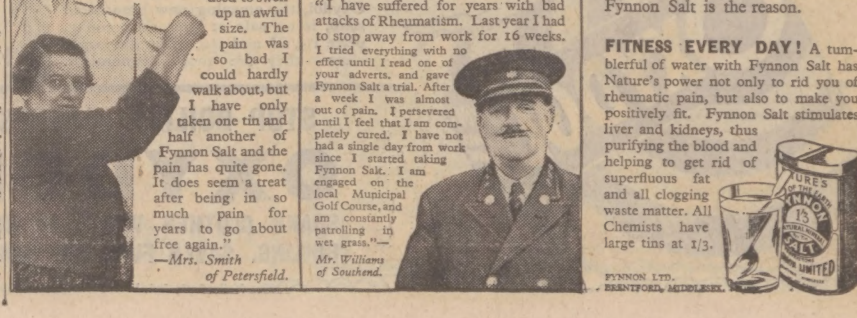 used to swell
up an awful
size. The
pain was
so bad I
could hardly
walk about, but
I have only
taken one tin and
half another of
Fynnon Salt and the
pain has quite gone.
It does seem a treat
after being in so
much pain for
years to go about
free again."
—Mrs. Smith
of Petersfield.
"I have suffered for years with bad
attacks of Rheumatism. Last year I had
to stop away from work for 16 weeks.
I tried everything with no
effect until I read one of
your adverts. and gave
Fynnon Salt a trial. After
a week I was almost
out of pain. I persevered
until I feel that I am com-
pletely cured. I have not
had a single day from work
since I started taking
Fynnon Salt. I am
engaged on the
local Municipal
Golf Course, and
am constantly
patrolling in
wet grass."—
Mr. Williams
of Southend.
Fynnon Salt is the reason.
FITNESS EVERY DAY! A tum-
blerful of water with Fynnon Salt has
Nature's power not only to rid you of
rheumatic pain, but also to make you
positively fit. Fynnon Salt stimulates
liver and kidneys, thus
purifying the blood and
helping to get rid of
superfluous fat
and all clogging
waste matter. All
Chemists have
large tins at 1/3.
FYNNON LTD.
BRENTFORD, MIDDLESEX.
URES
OF THE
YNNON
1/3
SALT
LIMITED